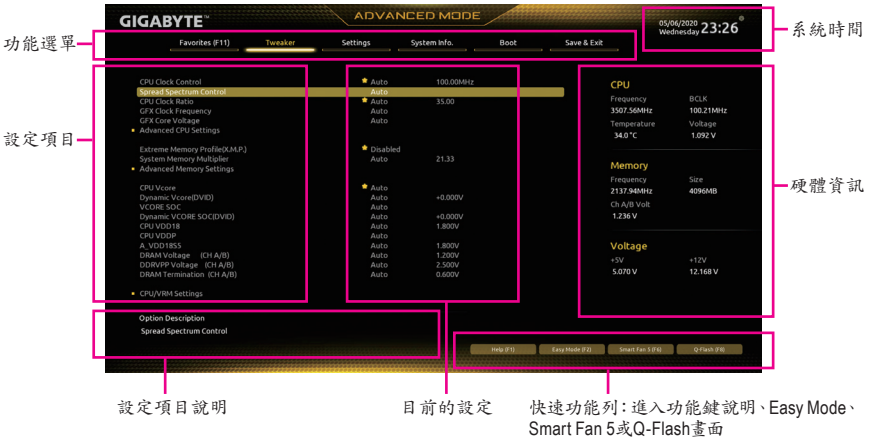 GIGABYTE™
ADVANCED MODE
05/06/2020
Wednesday 23:26
系統時間
功能選單
Favorites (F11) Tweaker Settings System Info. Boot Save & Exit
設定項目
CPU Clock Control Auto 100.00MHz
Spread Spectrum Control Auto
CPU Clock Ratio Auto 35.00
GFX Clock Frequency Auto
GFX Core Voltage Auto
Advanced CPU Settings
Extreme Memory Profile(X.M.P.) Disabled
System Memory Multiplier Auto 21.33
Advanced Memory Settings
CPU Vcore Auto
Dynamic Vcore(DVID) Auto +0.000V
VCORE SOC Auto
Dynamic VCORE SOC(DVID) Auto +0.000V
CPU VDD18 Auto 1.800V
CPU VDDP Auto
A_VDD18S5 Auto 1.800V
DRAM Voltage (CH A/B) Auto 1.200V
DDRVPP Voltage (CH A/B) Auto 2.500V
DRAM Termination (CH A/B) Auto 0.600V
CPU/VRM Settings
CPU
Frequency BCLK
3507.56MHz 100.21MHz
Temperature Voltage
34.0 °C 1.092 V
Memory
Frequency Size
2137.94MHz 4096MB
Ch A/B Volt
1.236 V
Voltage
+5V +12V
5.070 V 12.168 V
硬體資訊
Option Description
Spread Spectrum Control
Help (F1) Easy Mode (F2) Smart Fan 5 (F6) Q-Flash (F8)
設定項目說明
目前的設定
快速功能列：進入功能鍵說明、Easy Mode、
Smart Fan 5或Q-Flash畫面